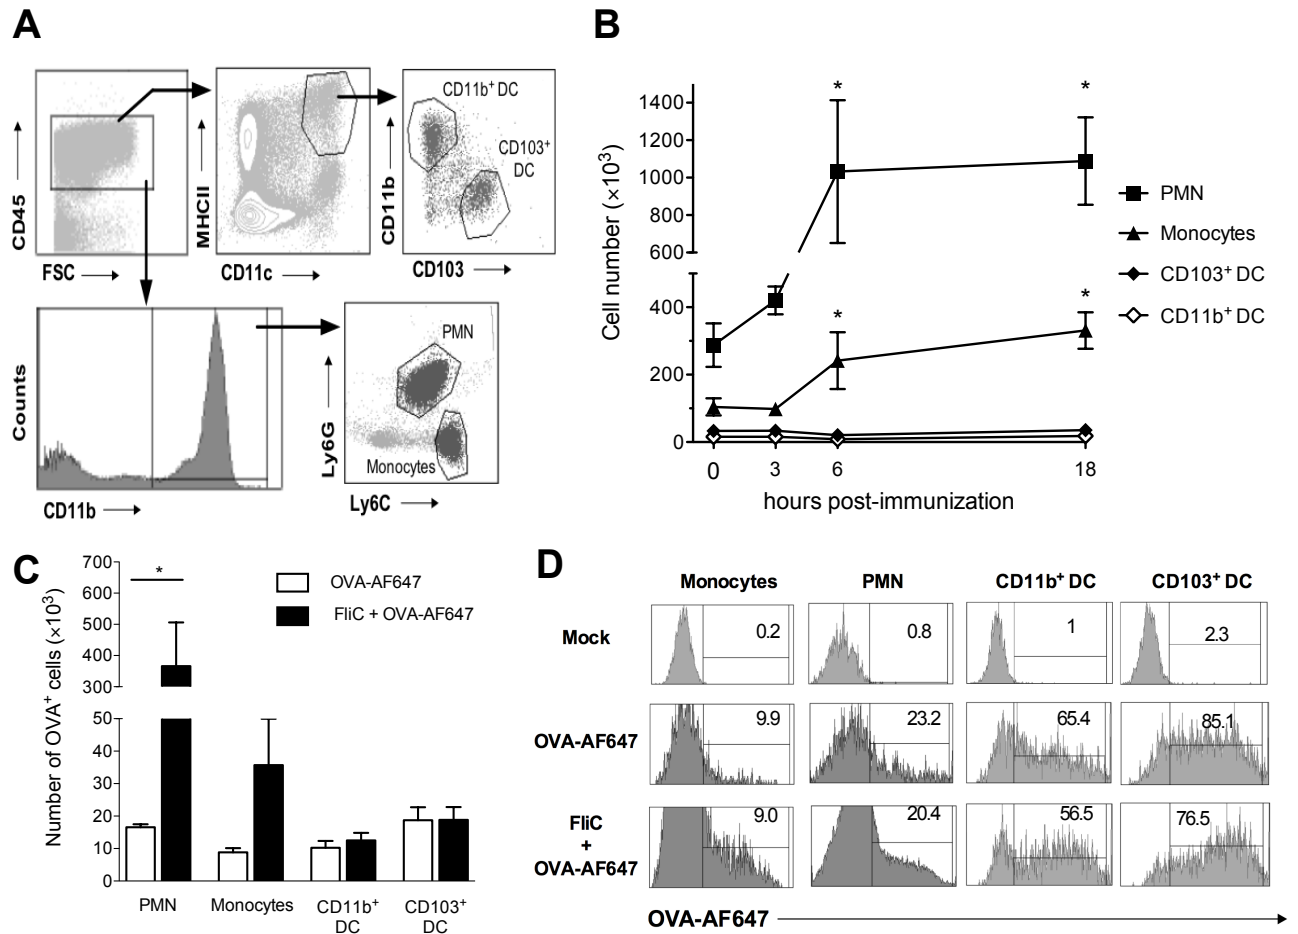 A
CD45
FSC
MHCII
CD11c
CD11b
CD11b⁺ DC
CD103⁺
DC
CD103
Counts
CD11b
Ly6G
PMN
Monocytes
Ly6C
B
Cell number (×10³)
1400
1200
1000
800
600
400
200
0
* *
* *
0 3 6 18
hours post-immunization
PMN
Monocytes
CD103⁺ DC
CD11b⁺ DC
C
Number of OVA⁺ cells (×10³)
700
600
500
400
300
50
40
30
20
10
0
*
OVA-AF647
FliC + OVA-AF647
PMN Monocytes CD11b⁺ DC CD103⁺ DC
D
Monocytes PMN CD11b⁺ DC CD103⁺ DC
Mock 0.2 0.8 1 2.3
OVA-AF647 9.9 23.2 65.4 85.1
FliC
+
OVA-AF647
9.0 20.4 56.5 76.5
OVA-AF647